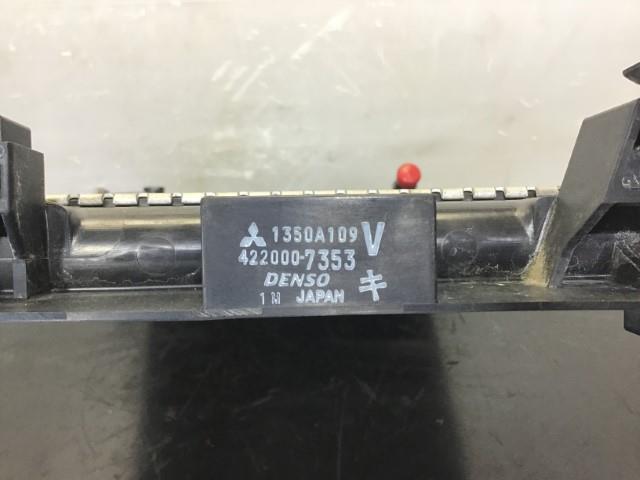 1350A109 V
422000-7353
DENSO
1M JAPAN キ